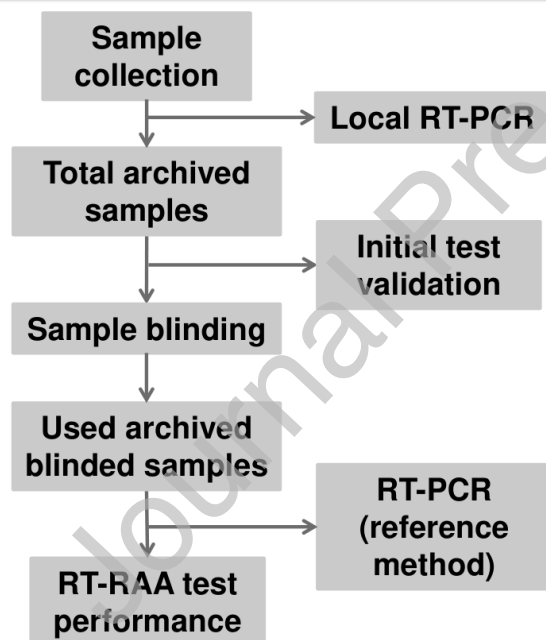 Sample
collection
Local RT-PCR
Total archived
samples
Initial test
validation
Sample blinding
Used archived
blinded samples
RT-PCR
(reference
method)
RT-RAA test
performance
Journal Pre